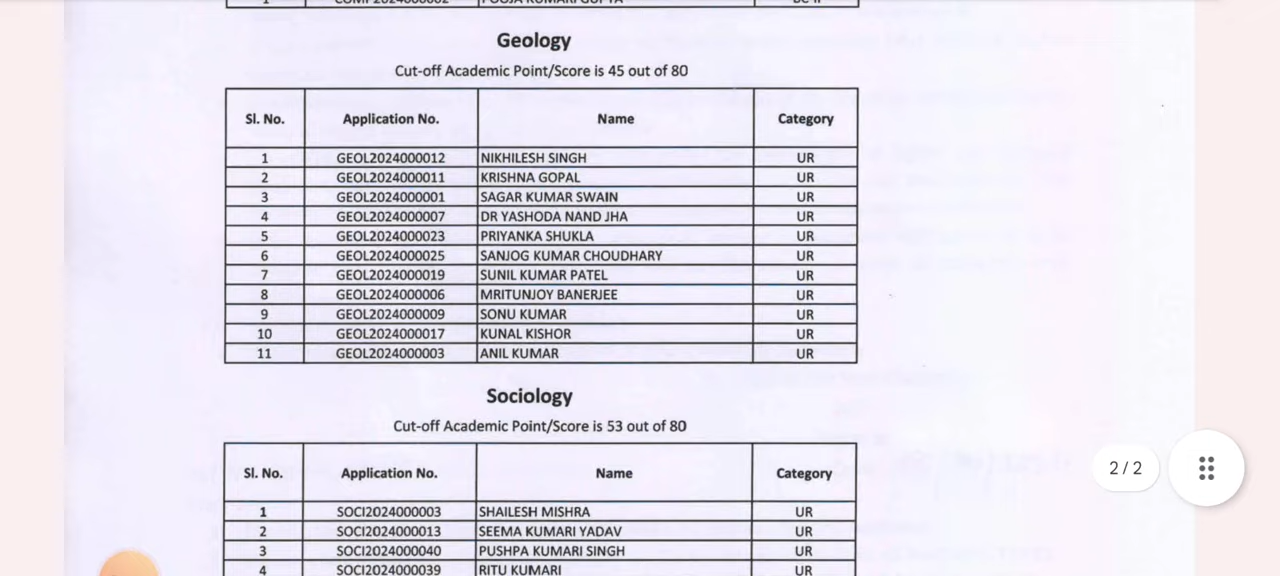 Geology
Cut-off Academic Point/Score is 45 out of 80
Sl. No. Application No. Name Category
1 GEOL2024000012 NIKHILESH SINGH UR
2 GEOL2024000011 KRISHNA GOPAL UR
3 GEOL2024000001 SAGAR KUMAR SWAIN UR
4 GEOL2024000007 DR YASHODA NAND JHA UR
5 GEOL2024000023 PRIYANKA SHUKLA UR
6 GEOL2024000025 SANJOG KUMAR CHOUDHARY UR
7 GEOL2024000019 SUNIL KUMAR PATEL UR
8 GEOL2024000006 MRITUNJOY BANERJEE UR
9 GEOL2024000009 SONU KUMAR UR
10 GEOL2024000017 KUNAL KISHOR UR
11 GEOL2024000003 ANIL KUMAR UR
Sociology
Cut-off Academic Point/Score is 53 out of 80
Sl. No. Application No. Name Category
1 SOCI2024000003 SHAILESH MISHRA UR
2 SOCI2024000013 SEEMA KUMARI YADAV UR
2 / 2
3 SOCI2024000040 PUSHPA KUMARI SINGH UR
4 SOCI2024000039 RITU KUMARI UR